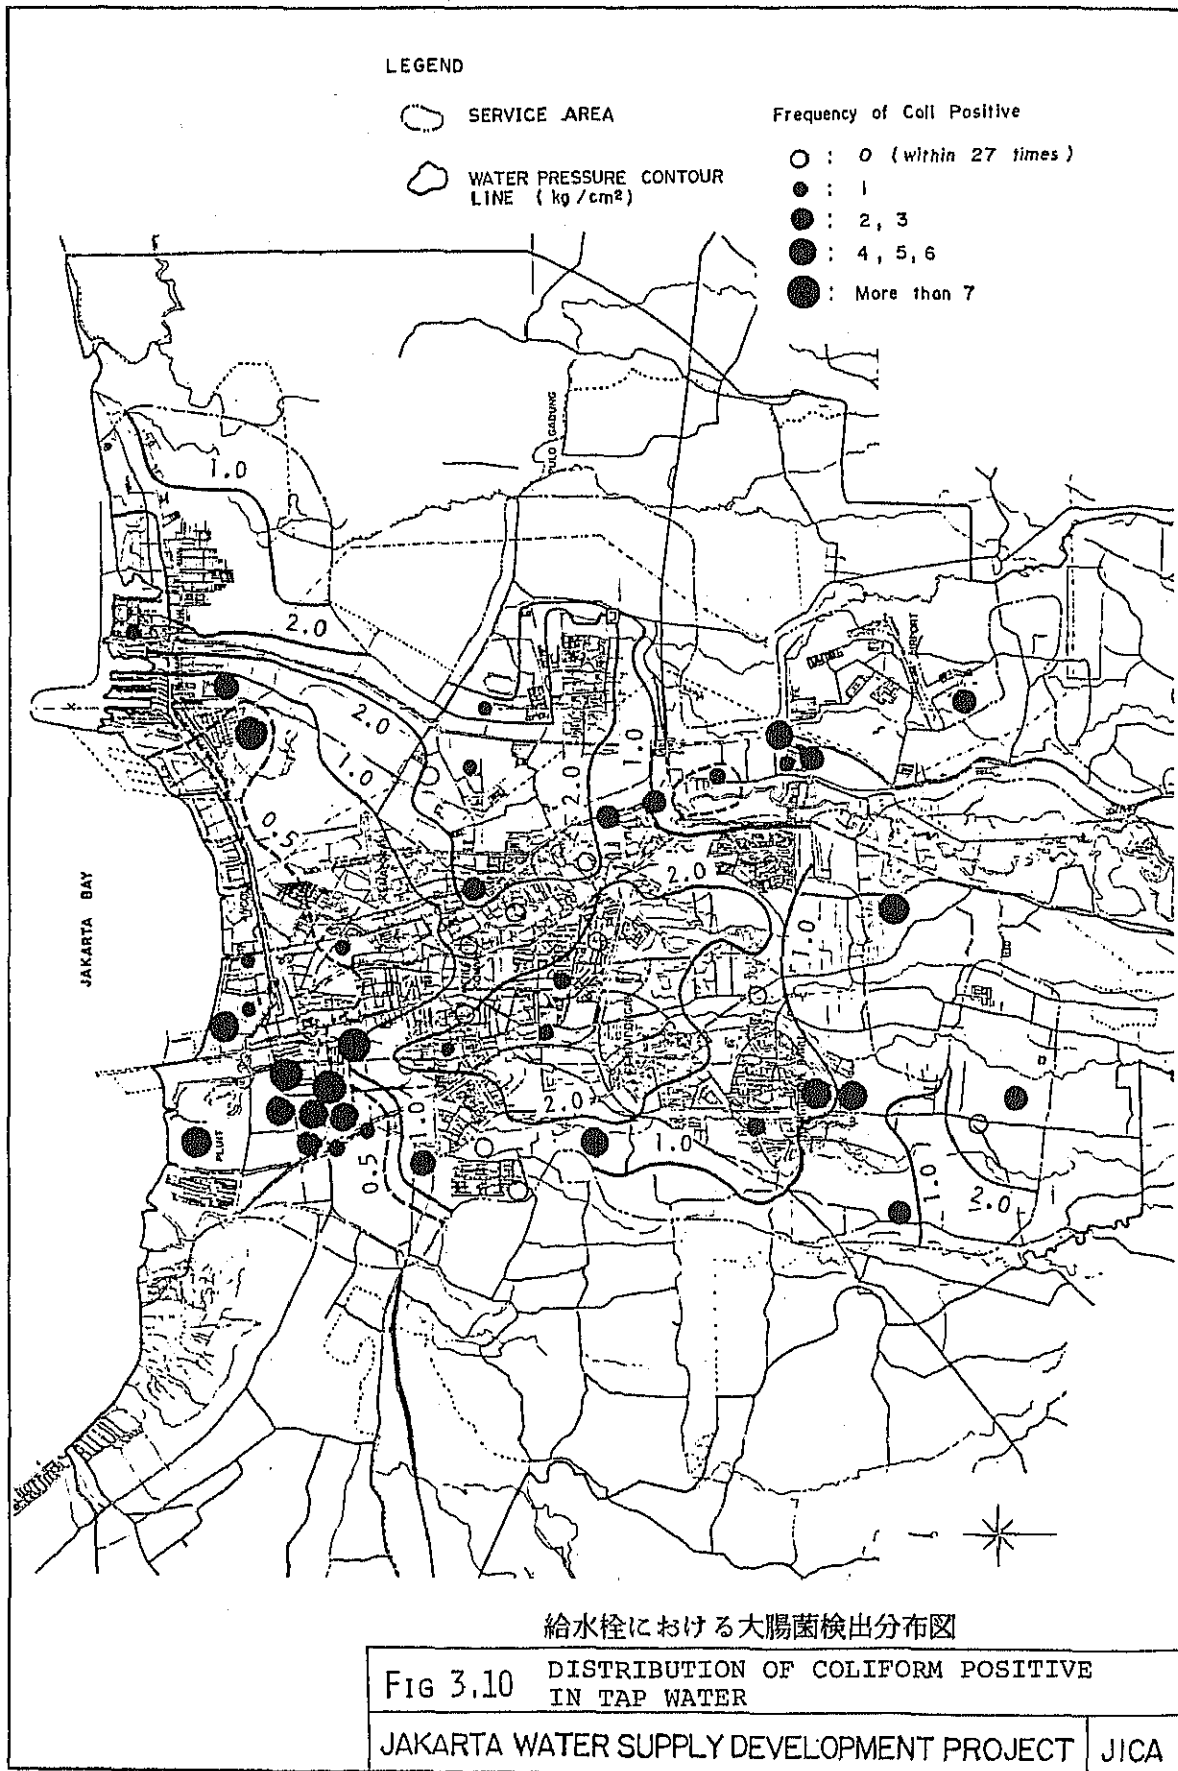 LEGEND
SERVICE AREA
WATER PRESSURE CONTOUR
LINE (kg/cm²)
Frequency of Coli Positive
○ : 0 (within 27 times)
● : 1
● : 2, 3
● : 4, 5, 6
● : More than 7
1.0
PULO GADUNG
2.0
2.0
1.0
0.5
2.0
1.0
AIRPORT
2.0
1.0
JAKARTA BAY
2.0
1.0
1.0
0.5
PLUIT
1.0
2.0
給水栓における大腸菌検出分布図
FIG 3.10
DISTRIBUTION OF COLIFORM POSITIVE
IN TAP WATER
JAKARTA WATER SUPPLY DEVELOPMENT PROJECT
JICA